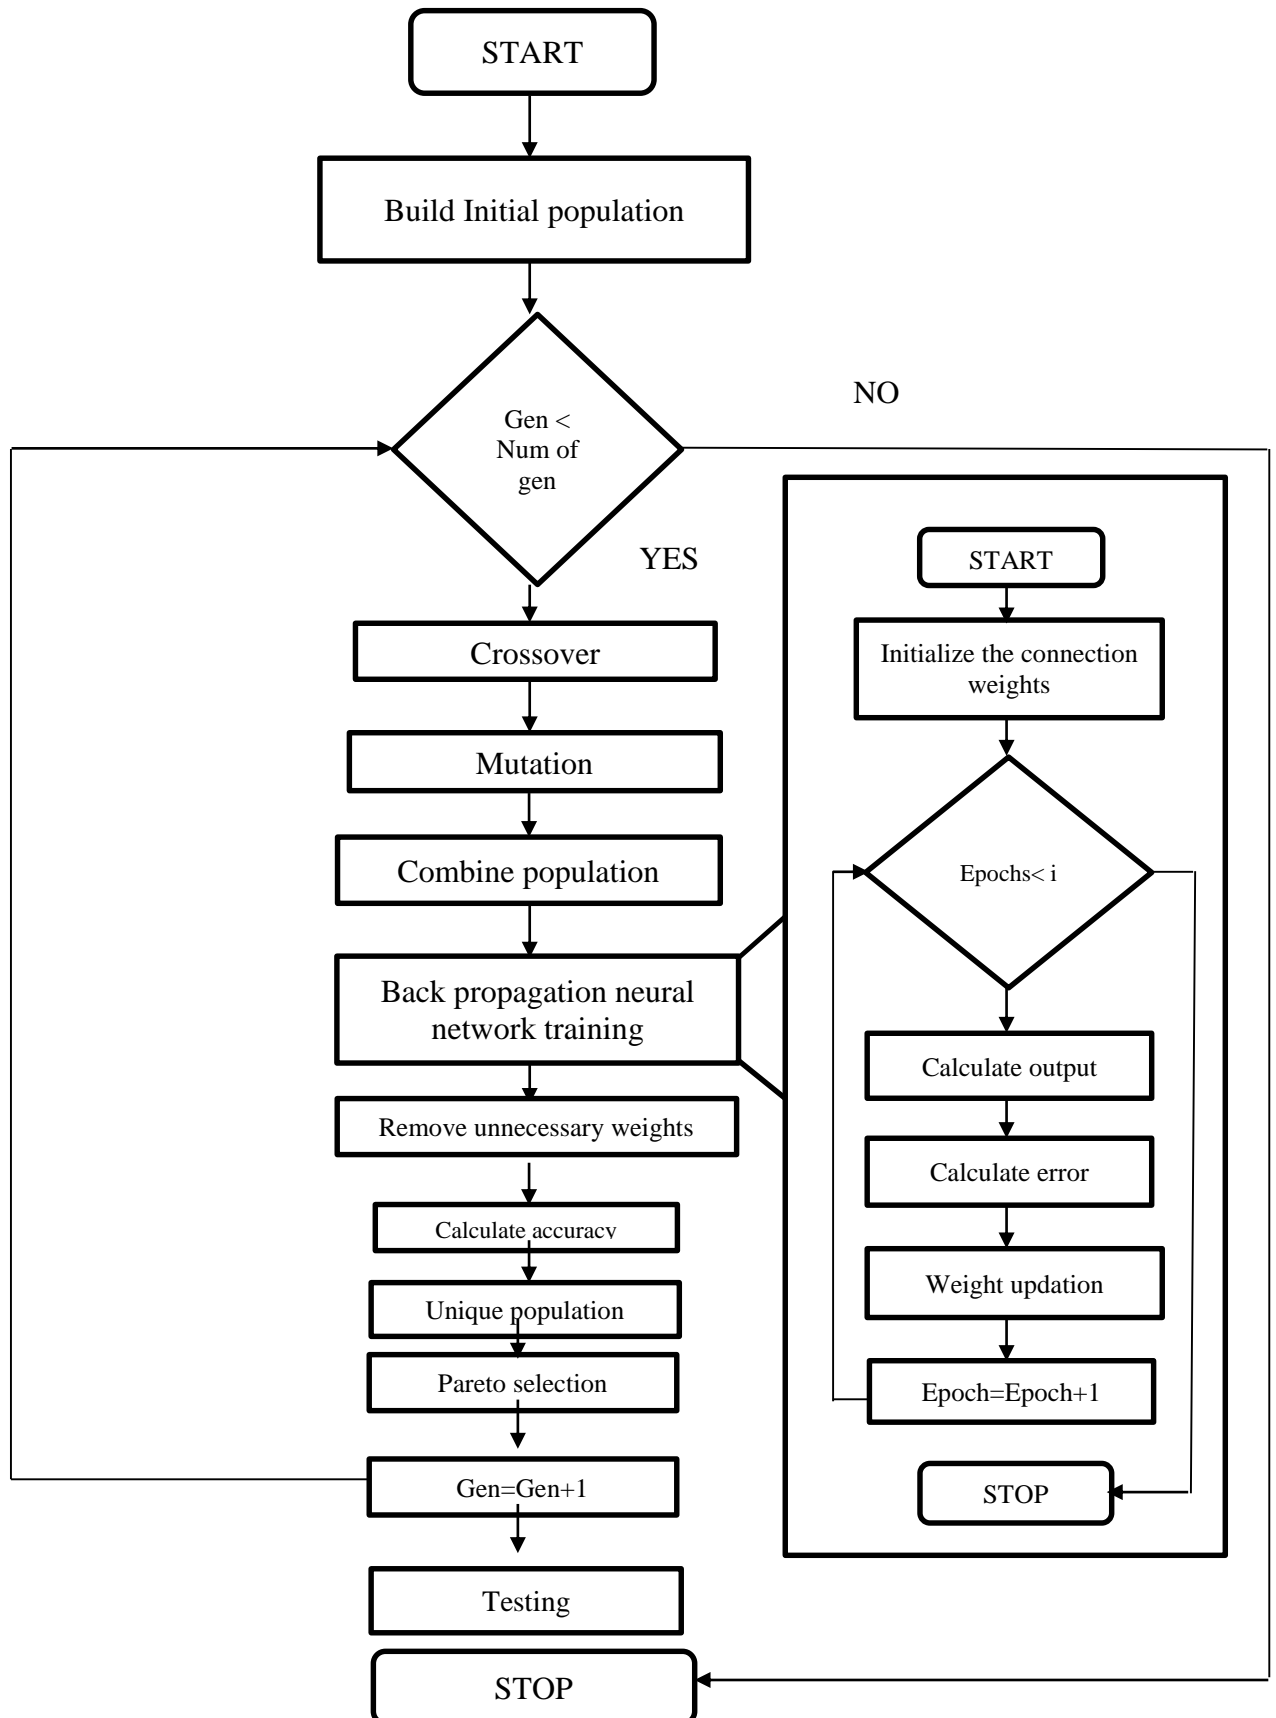 START
Build Initial population
NO
Gen <
Num of
gen
YES
Crossover
Mutation
Combine population
Back propagation neural
network training
Remove unnecessary weights
Calculate accuracy
Unique population
Pareto selection
Gen=Gen+1
Testing
STOP
START
Initialize the connection
weights
Epochs< i
Calculate output
Calculate error
Weight updation
Epoch=Epoch+1
STOP